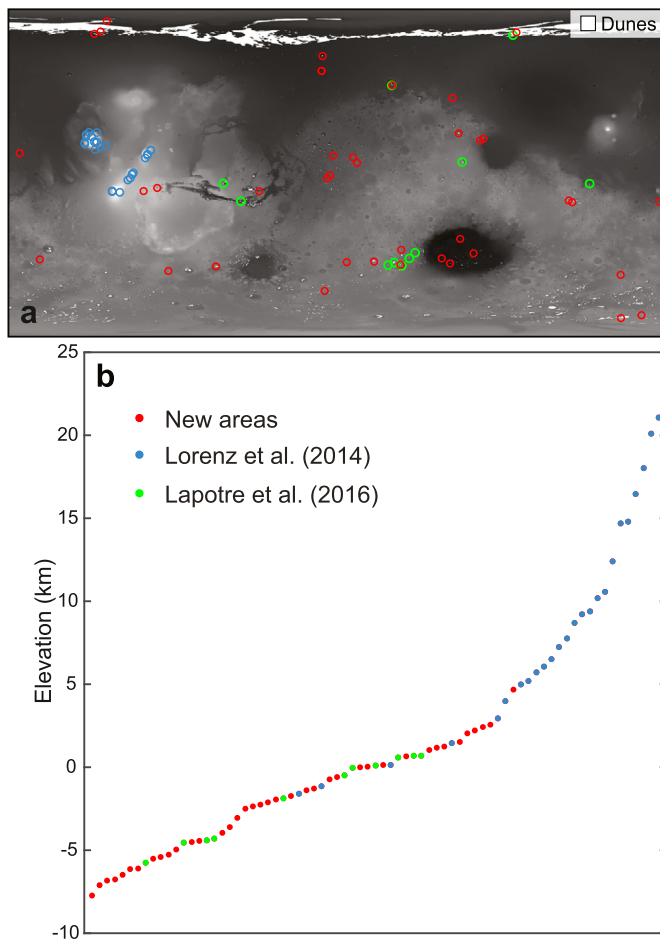 Dunes
a
25
b
New areas
20
Lorenz et al. (2014)
Lapotre et al. (2016)
15
10
Elevation (km)
5
0
-5
-10